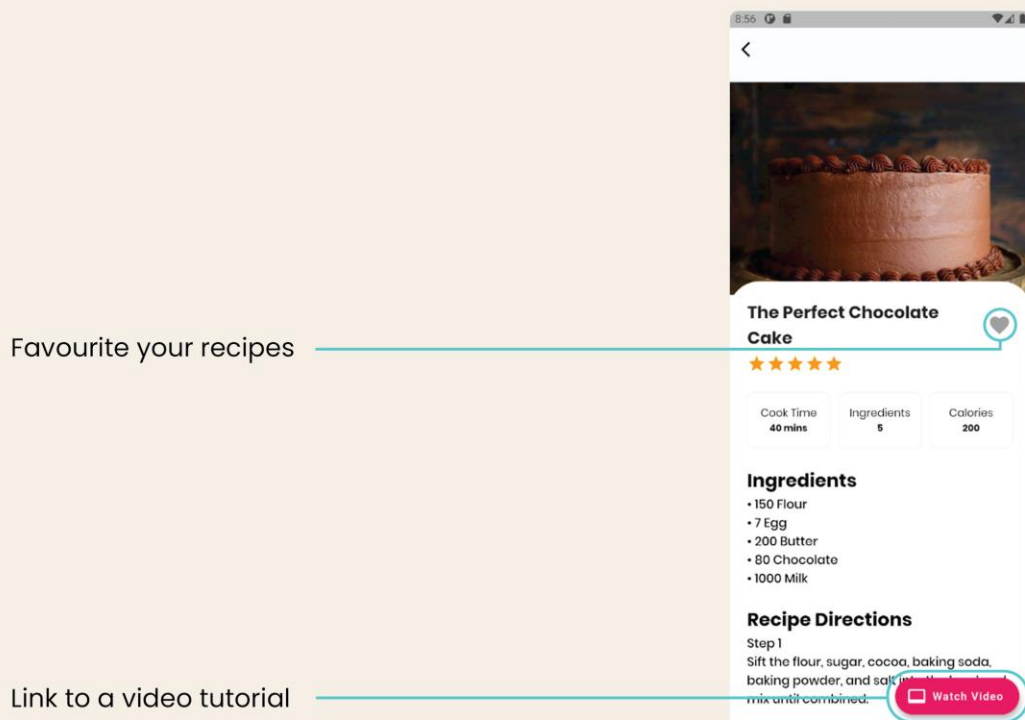 8:56
The Perfect Chocolate
Cake
Favourite your recipes
Cook Time
40 mins
Ingredients
5
Calories
200
Ingredients
• 150 Flour
• 7 Egg
• 200 Butter
• 80 Chocolate
• 1000 Milk
Recipe Directions
Step 1
Sift the flour, sugar, cocoa, baking soda,
baking powder, and salt
mix until combined.
Watch Video
Link to a video tutorial